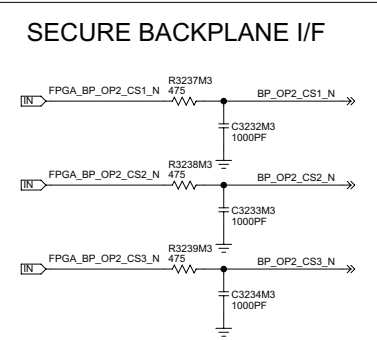 SECURE BACKPLANE I/F
R3237M3
IN FPGA_BP_OP2_CS1_N 475 BP_OP2_CS1_N
C3232M3
1000PF
R3238M3
IN FPGA_BP_OP2_CS2_N 475 BP_OP2_CS2_N
C3233M3
1000PF
R3239M3
IN FPGA_BP_OP2_CS3_N 475 BP_OP2_CS3_N
C3234M3
1000PF